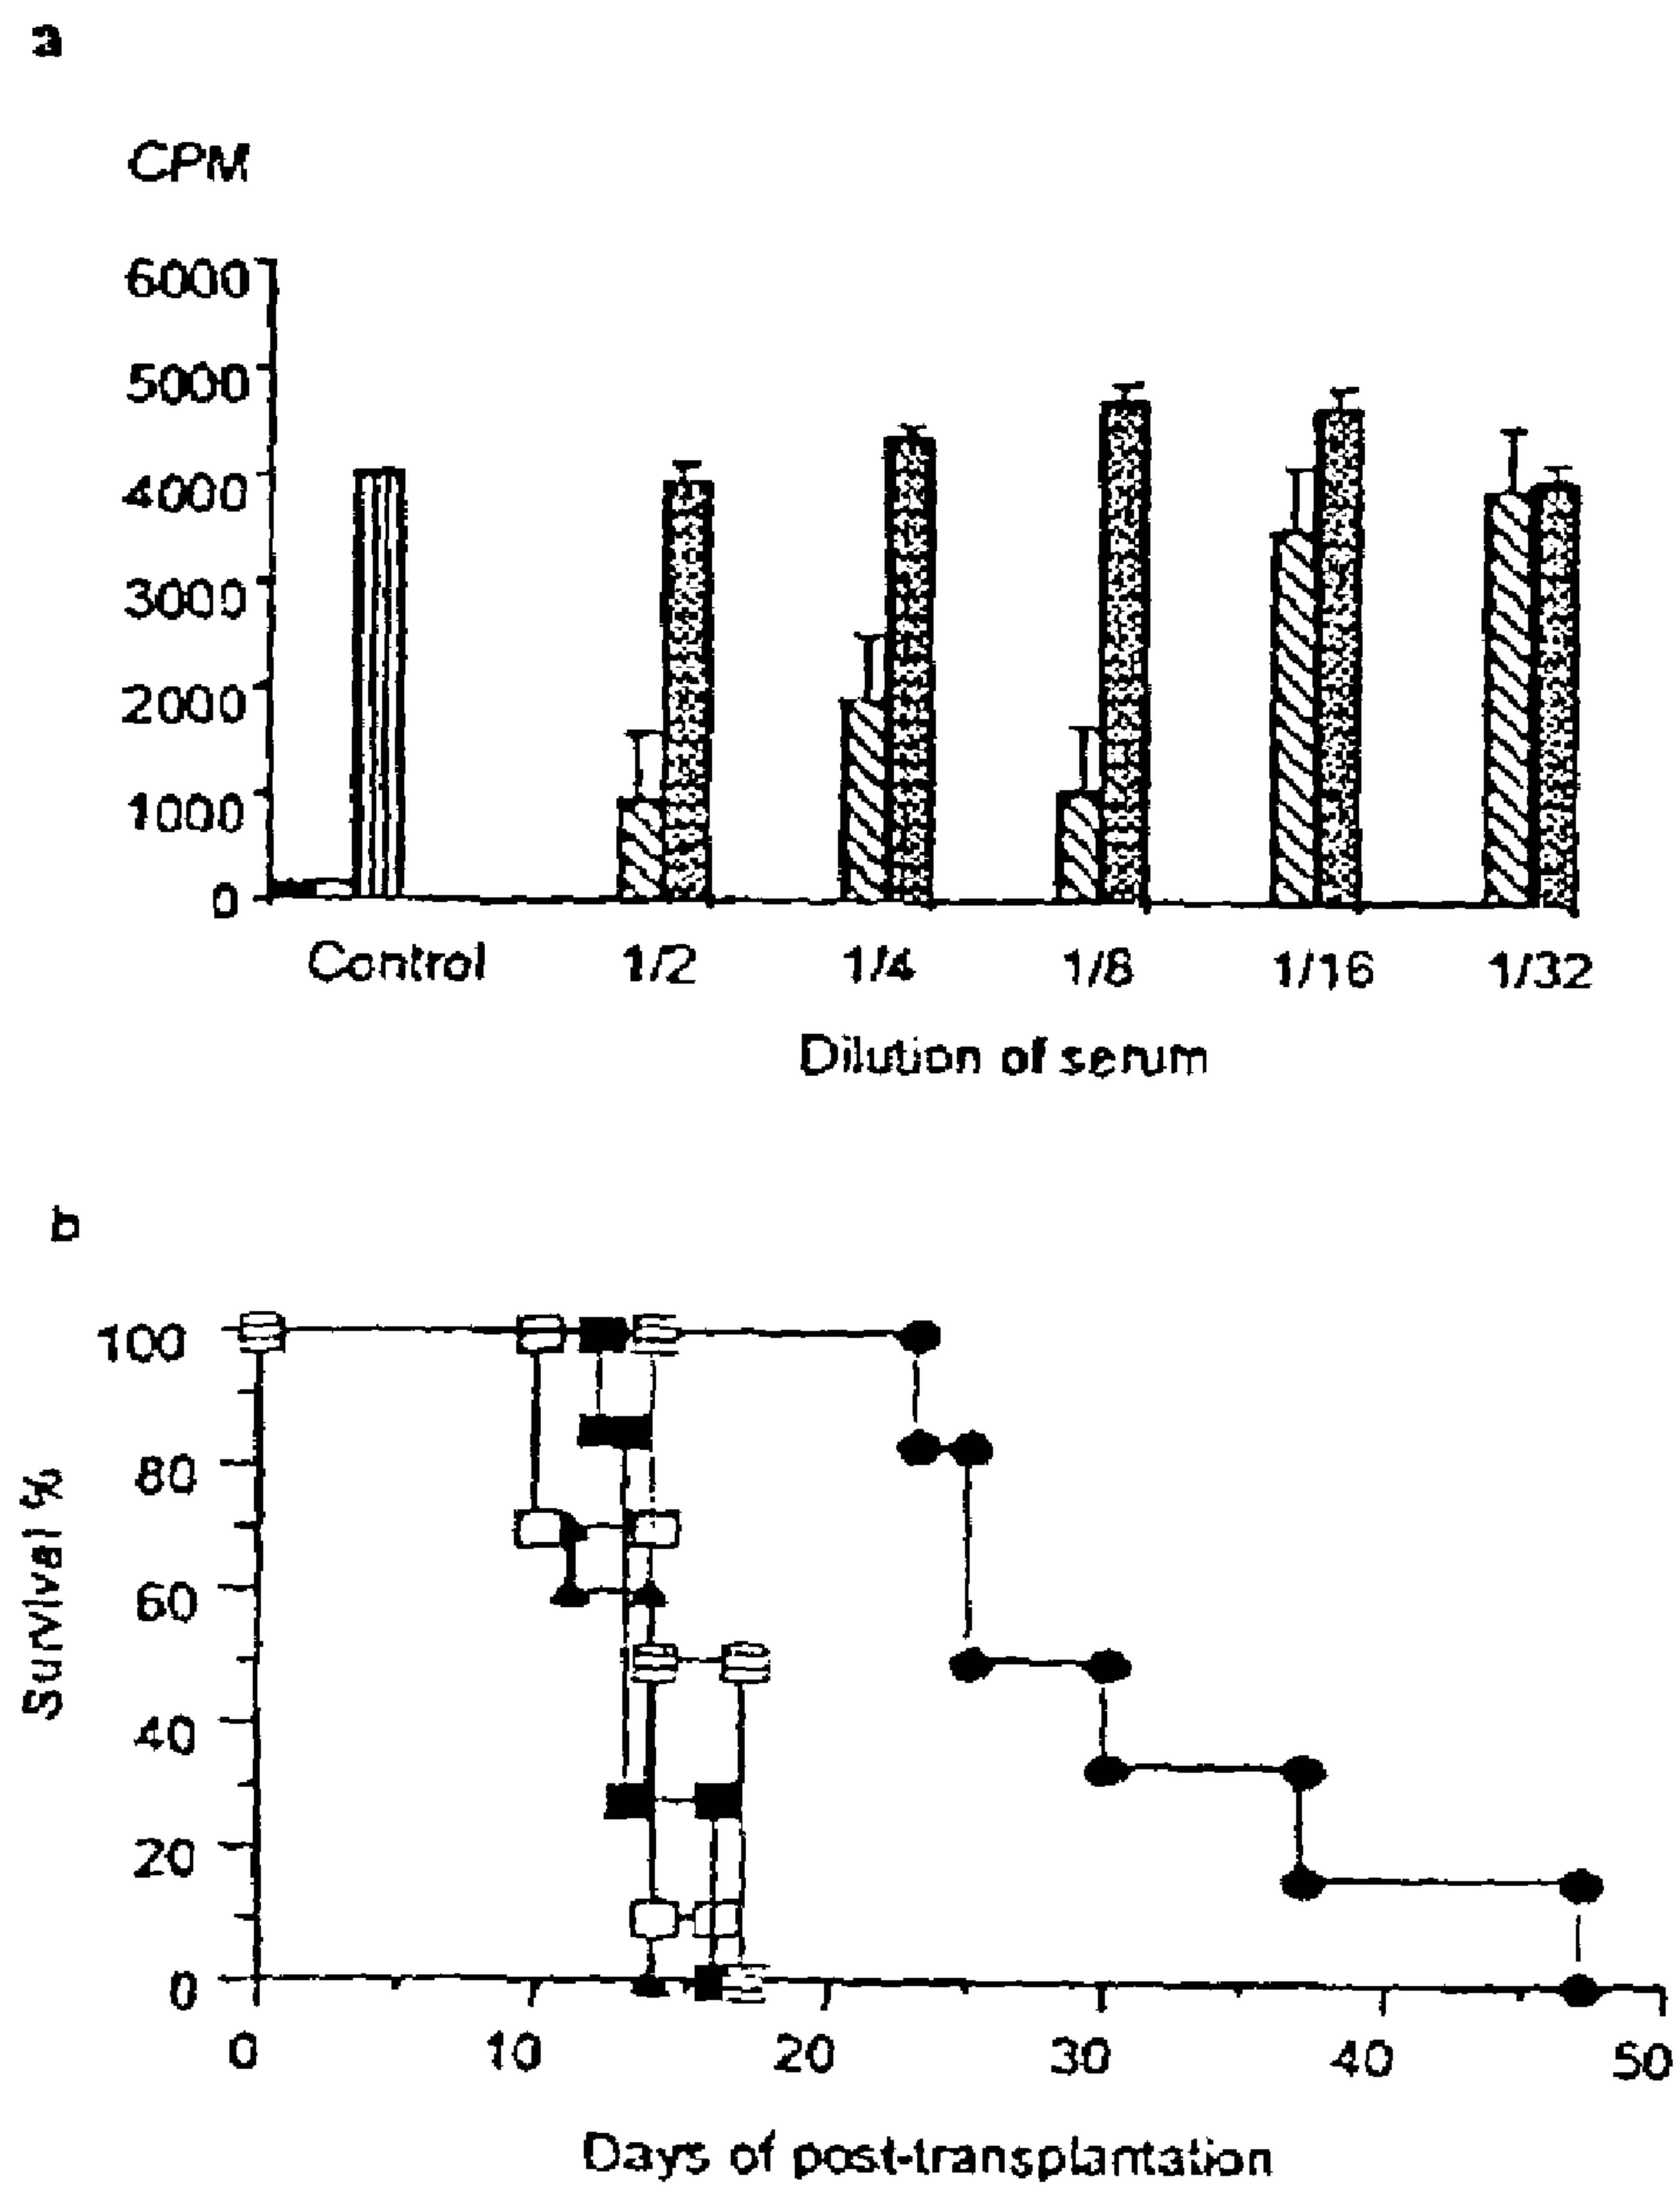 a
CPM
6000
5000
4000
3000
2000
1000
0
Control 1/2 1/4 1/8 1/16 1/32
Dilution of serum
b
Survival %
100
80
60
40
20
0
0 10 20 30 40 50
Days of post-transplantation